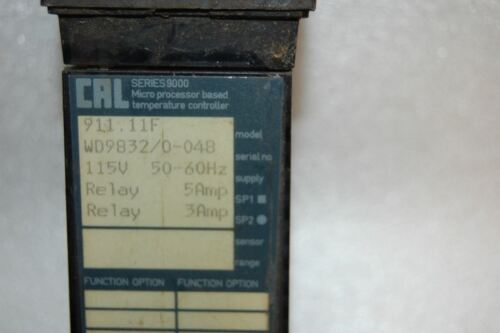 CAL SERIES 9000
Micro processor based
temperature controller
911.11F model
WD9832/0-048 serial no
115V 50-60Hz supply
Relay 5Amp SP1
Relay 3Amp SP2
sensor
range
FUNCTION OPTION FUNCTION OPTION